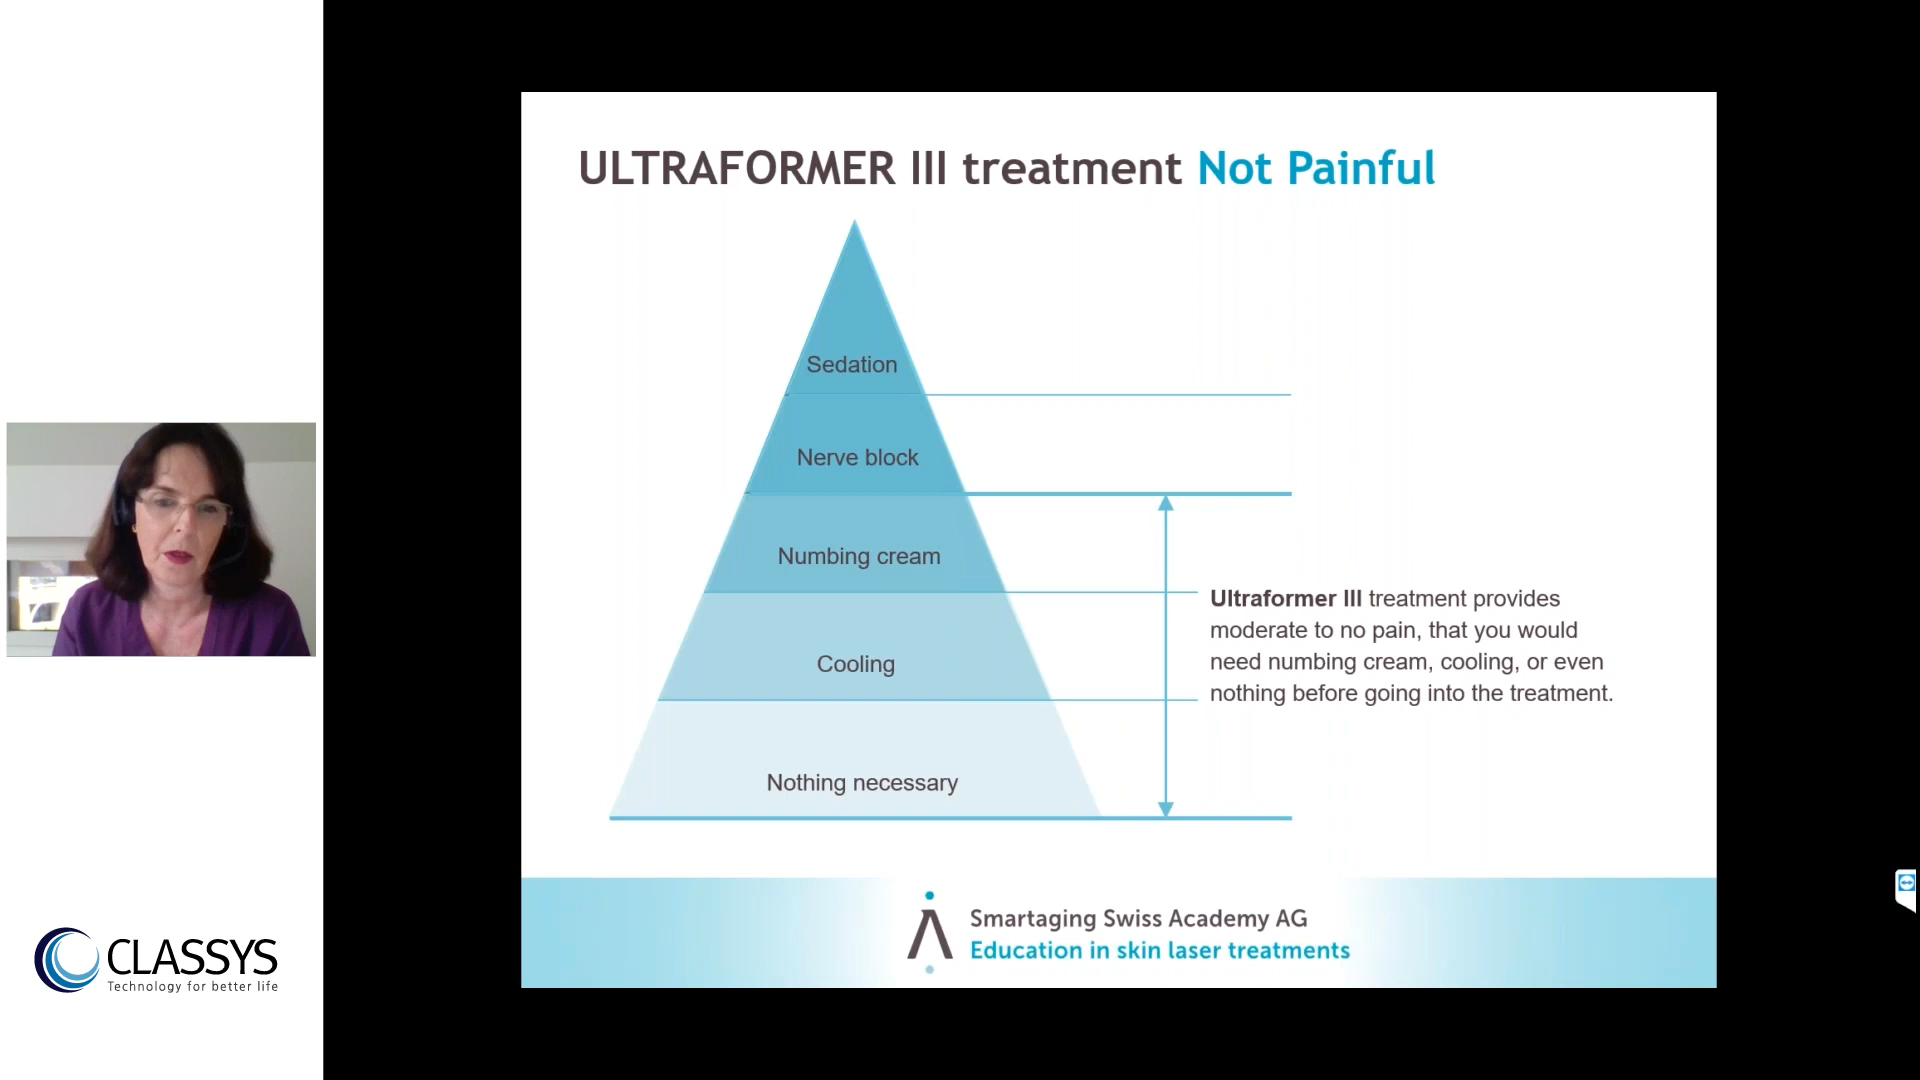 ULTRAFORMER III treatment Not Painful
Sedation
Nerve block
Numbing cream
Cooling
Nothing necessary
Ultraformer III treatment provides
moderate to no pain, that you would
need numbing cream, cooling, or even
nothing before going into the treatment.
Smartaging Swiss Academy AG
Education in skin laser treatments
CLASSYS
Technology for better life